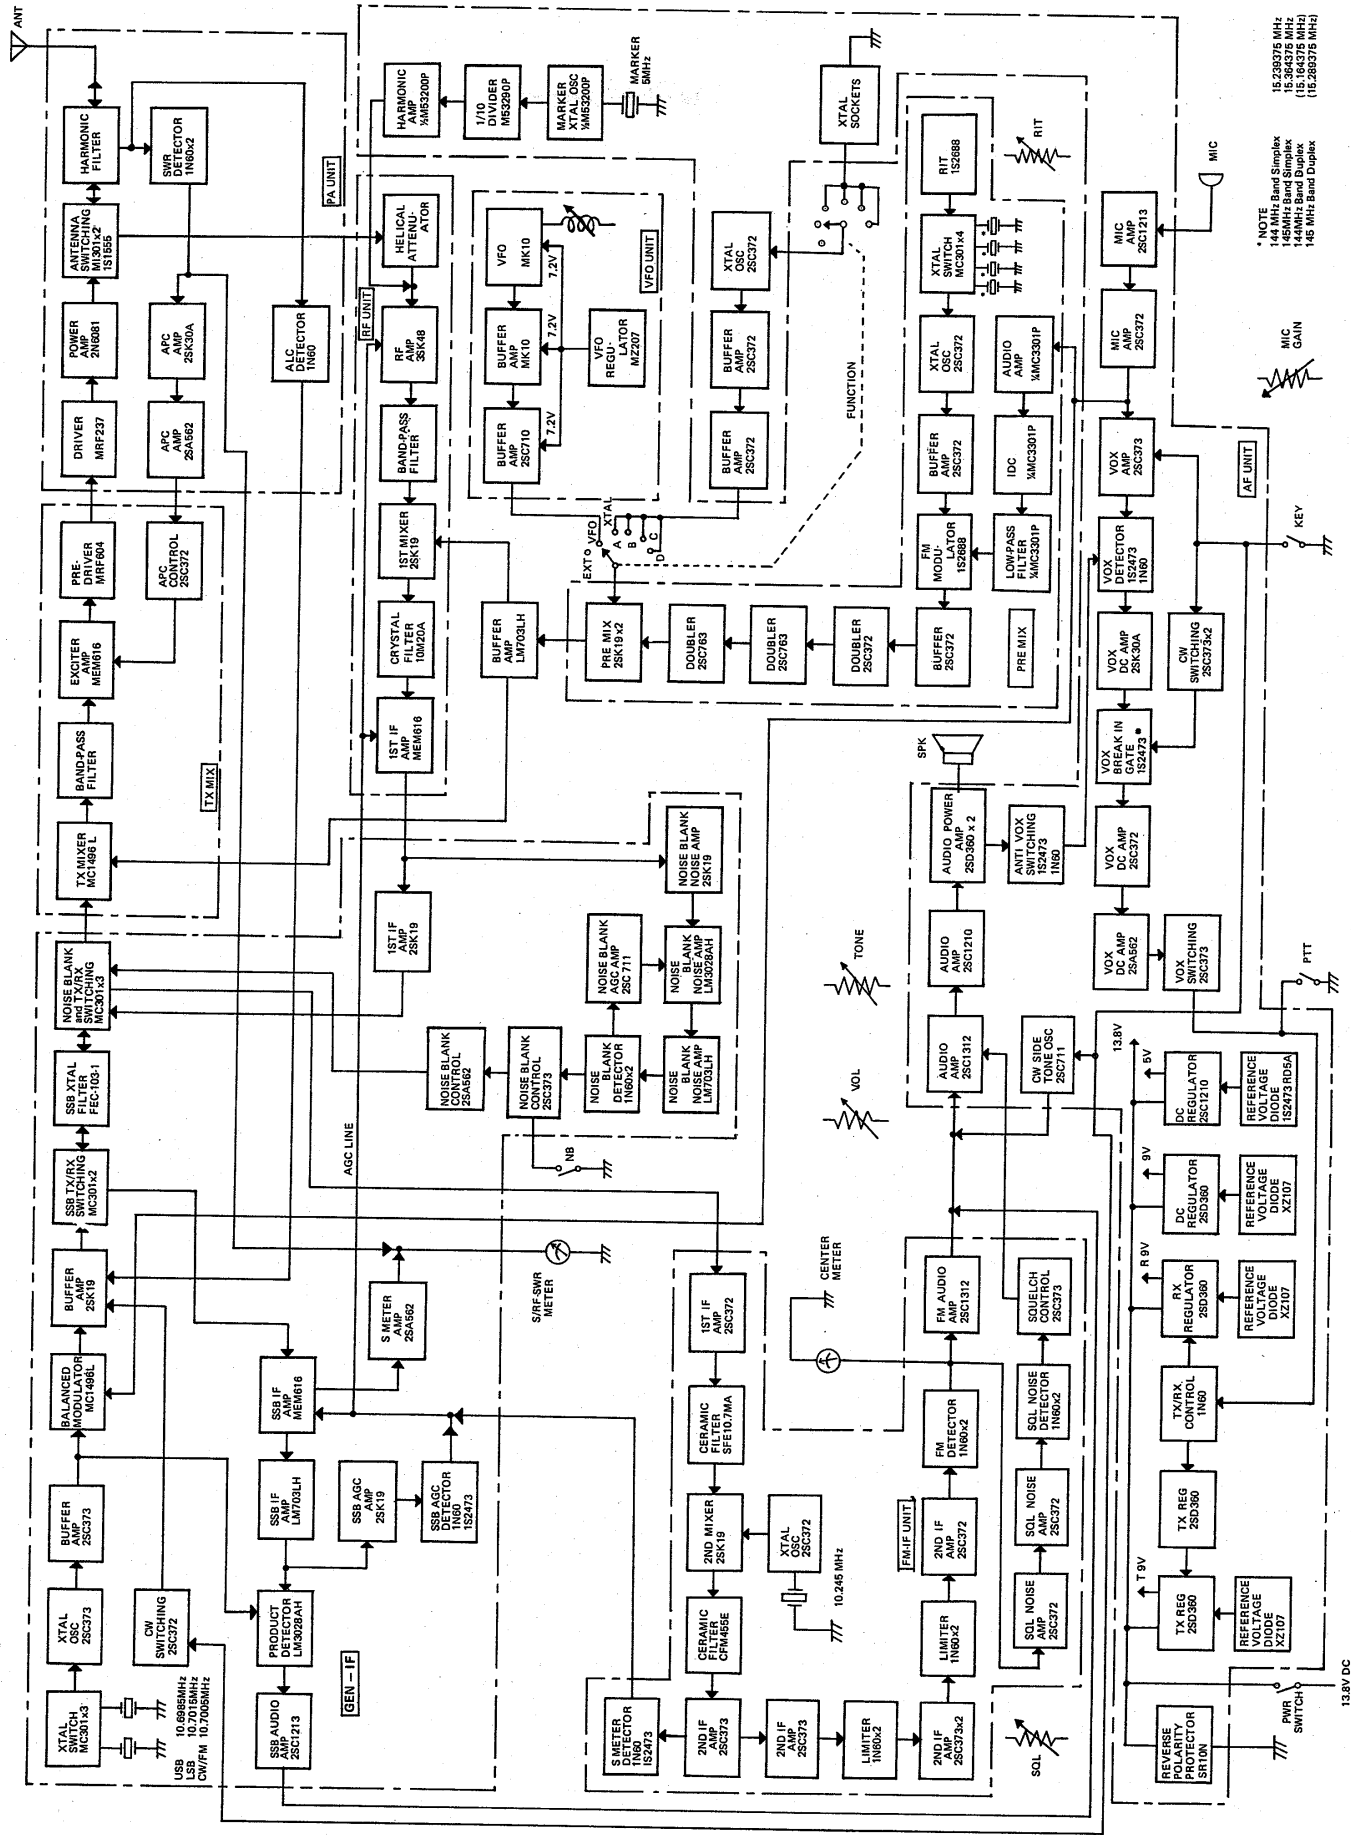 ANT
HARMONIC
FILTER
SWR
DETECTOR
1N60x2
ANTENNA
SWITCHING
MI301x2
1S1555
POWER
AMP
2N6081
APC
AMP
2SK30A
ALC
DETECTOR
1N60
DRIVER
MRF237
APC
AMP
2SA562
PA UNIT
PRE-
DRIVER
MRF604
APC
CONTROL
2SC372
EXCITER
AMP
MEM616
BAND-PASS
FILTER
TX MIXER
MC1496 L
TX MIX
NOISE BLANK
and TX/RX
SWITCHING
MC301x3
SSB XTAL
FILTER
FEC-103-1
SSB TX/RX
SWITCHING
MC301x2
BUFFER
AMP
2SK19
BALANCED
MODULATOR
MC1496L
BUFFER
AMP
2SC373
XTAL
OSC
2SC373
XTAL
SWITCH
MC301x3
CW
SWITCHING
2SC372
USB 10.6985MHz
LSB 10.7015MHz
CW/FM 10.7005MHz
SSB IF
AMP
MEM616
SSB IF
AMP
LM703LH
PRODUCT
DETECTOR
LM3028AH
SSB AUDIO
AMP
2SC1213
SSB AGC
AMP
2SK19
SSB AGC
DETECTOR
1N60
1S2473
S METER
AMP
2SA562
S/RF-SWR
METER
AGC LINE
GEN - IF
HARMONIC
AMP
½M53200P
1/10
DIVIDER
M53290P
MARKER
XTAL OSC
½M53200P
MARKER
5MHz
HELICAL
ATTENU-
ATOR
RF UNIT
RF
AMP
3SK48
BAND-PASS
FILTER
1ST MIXER
2SK19
CRYSTAL
FILTER
10M20A
1ST IF
AMP
MEM616
1ST IF
AMP
2SK19
VFO
MK10
7.2V
BUFFER
AMP
MK10
7.2V
BUFFER
AMP
2SC710
7.2V
VFO
REGU-
LATOR
MZ207
VFO UNIT
XTAL
SOCKETS
XTAL
OSC
2SC372
BUFFER
AMP
2SC372
BUFFER
AMP
2SC372
FUNCTION
EXT
VFO
XTAL
A
B
C
D
BUFFER
AMP
LM703LH
PRE MIX
2SK19x2
DOUBLER
2SC763
DOUBLER
2SC763
DOUBLER
2SC372
BUFFER
2SC372
PRE MIX
RIT
1S2688
RIT
XTAL
SWITCH
MC301x4
XTAL
OSC
2SC372
BUFFER
AMP
2SC372
FM
MODU-
LATOR
1S2688
AUDIO
AMP
¼MC3301P
IDC
¼MC3301P
LOW-PASS
FILTER
¼MC3301P
NOISE BLANK
NOISE AMP
2SK19
NOISE BLANK
AGC AMP
2SC 711
NOISE
BLANK
NOISE AMP
LM3028AH
NOISE
BLANK
NOISE AMP
LM703LH
NOISE
BLANK
DETECTOR
1N60x2
NOISE BLANK
CONTROL
2SC373
NOISE BLANK
CONTROL
2SA562
NB
MIC
MIC
AMP
2SC1213
MIC
AMP
2SC372
MIC
GAIN
VOX
AMP
2SC373
VOX
DETECTOR
1S2473
1N60
VOX
DC AMP
2SK30A
CW
SWITCHING
2SC373x2
VOX
BREAK IN
GATE
1S2473 *
VOX
DC AMP
2SC372
VOX
DC AMP
2SA562
VOX
SWITCHING
2SC373
AF UNIT
KEY
PTT
SPK
AUDIO POWER
AMP
2SD360 x 2
ANTI VOX
SWITCHING
1S2473
1N60
AUDIO
AMP
2SC1210
AUDIO
AMP
2SC1312
CW SIDE
TONE OSC
2SC711
TONE
VOL
1ST IF
AMP
2SC372
CERAMIC
FILTER
SFE10.7MA
2ND MIXER
2SK19
XTAL
OSC
2SC372
10.245 MHz
CERAMIC
FILTER
CFM455E
2ND IF
AMP
2SC373
S METER
DETECTOR
1N60
IS2473
2ND IF
AMP
2SC373
LIMITER
1N60x2
2ND IF
AMP
2SC373x2
LIMITER
1N60x2
2ND IF
AMP
2SC372
FM
DETECTOR
1N60x2
FM AUDIO
AMP
2SC1312
CENTER
METER
FM-IF UNIT
SQL NOISE
AMP
2SC372
SQL NOISE
AMP
2SC372
SQL NOISE
DETECTOR
1N60x2
SQUELCH
CONTROL
2SC373
SQL
13.8V
5V
DC
REGULATOR
2SC1210
REFERENCE
VOLTAGE
DIODE
1S2473RD5A
9V
DC
REGULATOR
2SD360
REFERENCE
VOLTAGE
DIODE
XZ107
R 9V
RX
REGULATOR
2SD360
REFERENCE
VOLTAGE
DIODE
XZ107
TX/RX
CONTROL
1N60
TX REG
2SD360
T 9V
TX REG
2SD360
REFERENCE
VOLTAGE
DIODE
XZ107
REVERSE
POLARITY
PROTECTOR
SR10N
PWR
SWITCH
13.8V DC
* NOTE
144 MHz Band Simplex 15.239375 MHz
145MHz Band Simplex 15.364375 MHz
144MHz Band Duplex (15.164375 MHz)
145 MHz Band Duplex (15.289375 MHz)